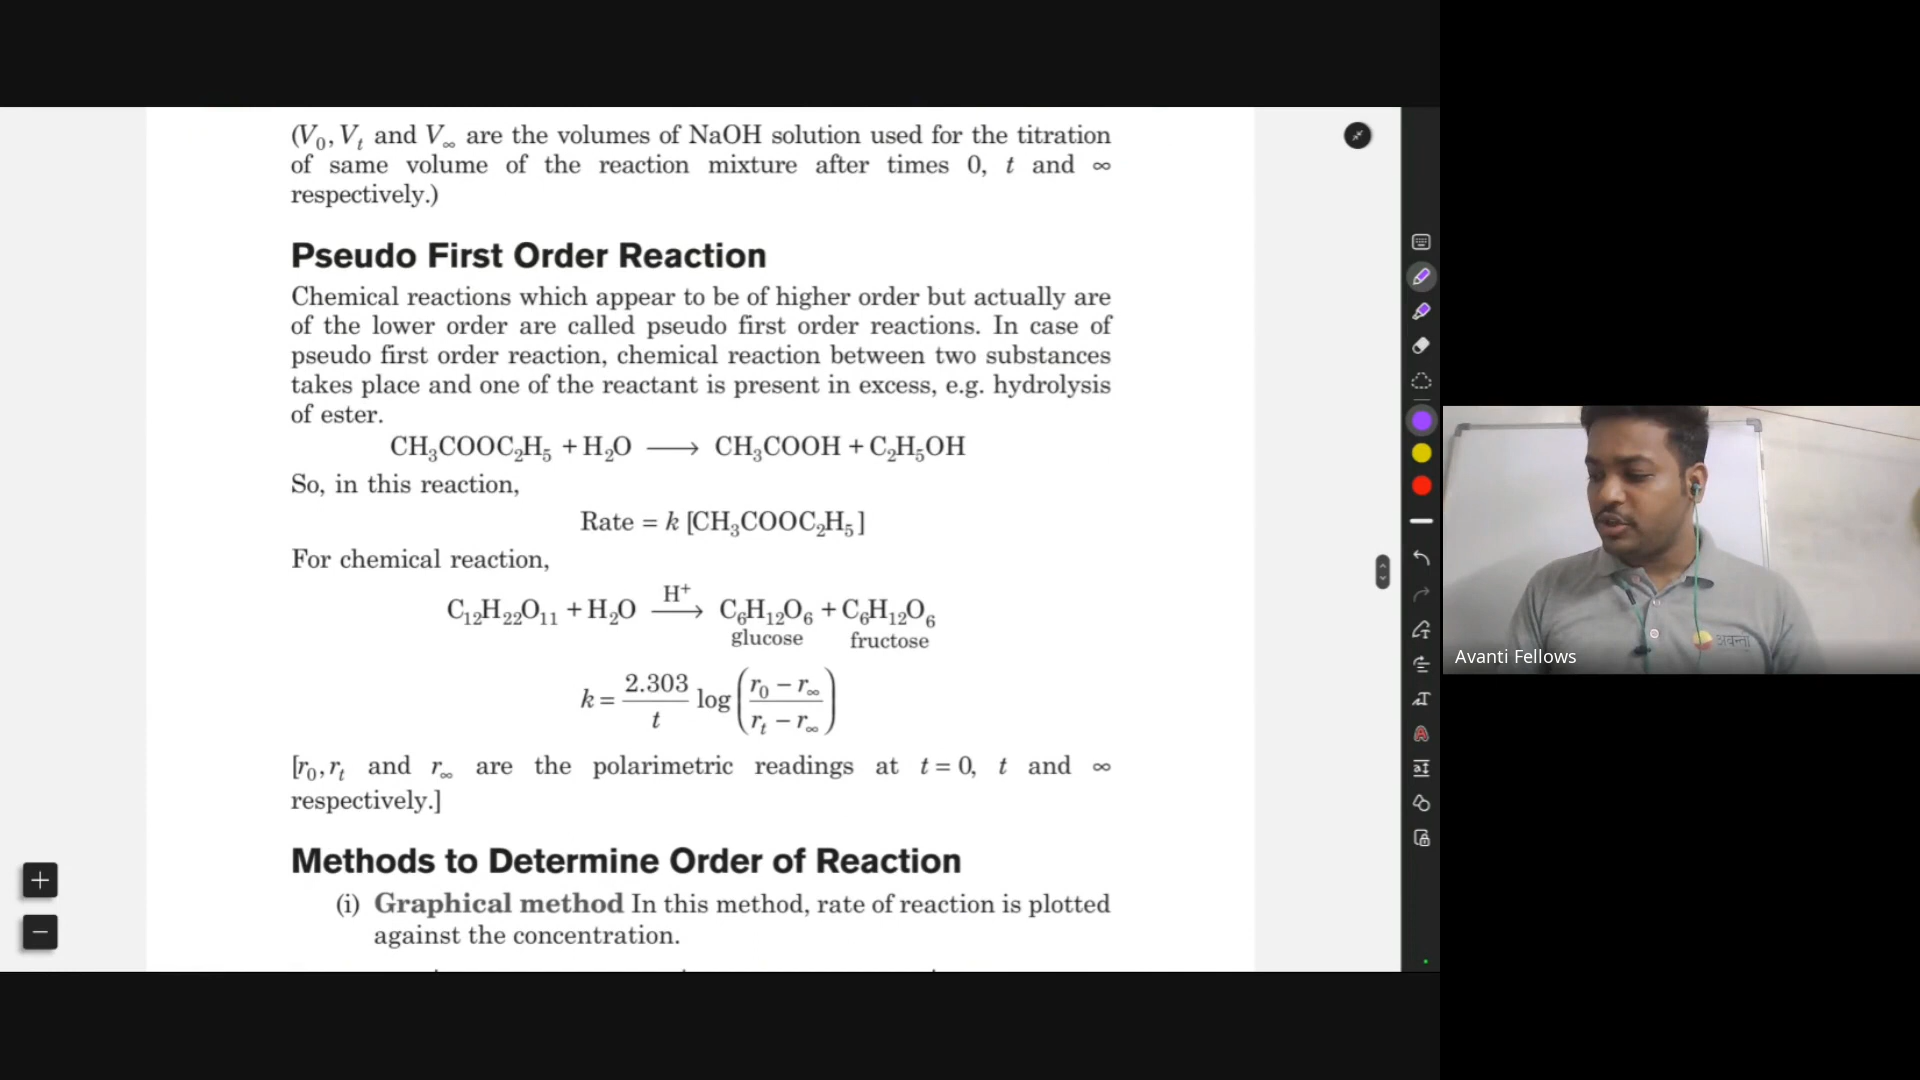 (V₀, Vₜ and V∞ are the volumes of NaOH solution used for the titration
of same volume of the reaction mixture after times 0, t and ∞
respectively.)
Pseudo First Order Reaction
Chemical reactions which appear to be of higher order but actually are
of the lower order are called pseudo first order reactions. In case of
pseudo first order reaction, chemical reaction between two substances
takes place and one of the reactant is present in excess, e.g. hydrolysis
of ester.
CH₃COOC₂H₅ + H₂O ⟶ CH₃COOH + C₂H₅OH
So, in this reaction,
Rate = k [CH₃COOC₂H₅]
For chemical reaction,
C₁₂H₂₂O₁₁ + H₂O —H⁺→ C₆H₁₂O₆ + C₆H₁₂O₆
glucose fructose
k = 2.303/t log ((r₀ − r∞)/(rₜ − r∞))
[r₀, rₜ and r∞ are the polarimetric readings at t = 0, t and ∞
respectively.]
Methods to Determine Order of Reaction
(i) Graphical method In this method, rate of reaction is plotted
against the concentration.
अवन्ती
Avanti Fellows